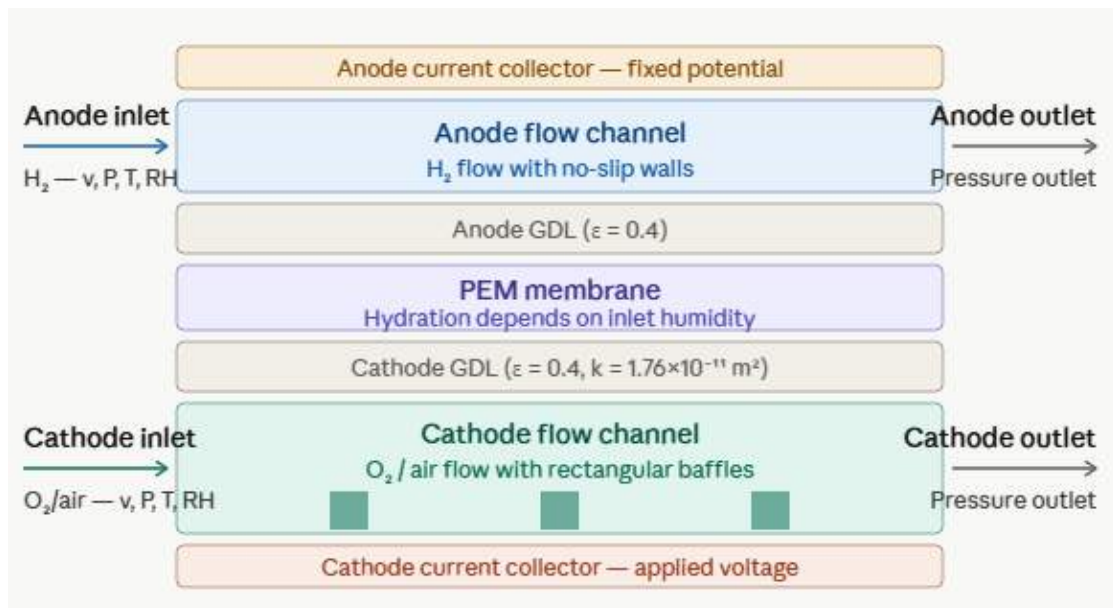 Anode current collector — fixed potential
Anode inlet
Anode flow channel
Anode outlet
H₂ flow with no-slip walls
H₂ — v, P, T, RH
Pressure outlet
Anode GDL (ε = 0.4)
PEM membrane
Hydration depends on inlet humidity
Cathode GDL (ε = 0.4, k = 1.76×10⁻¹¹ m²)
Cathode inlet
Cathode flow channel
Cathode outlet
O₂ / air flow with rectangular baffles
O₂/air — v, P, T, RH
Pressure outlet
Cathode current collector — applied voltage